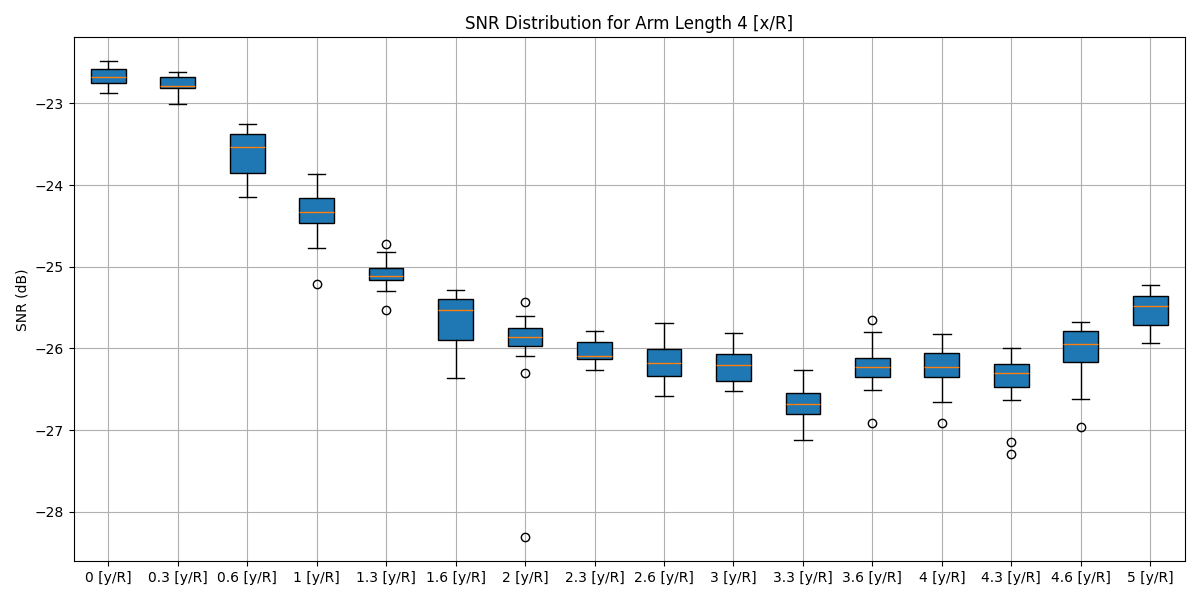 SNR Distribution for Arm Length 4 [x/R]
SNR (dB)
−23
−24
−25
−26
−27
−28
0 [y/R] 0.3 [y/R] 0.6 [y/R] 1 [y/R] 1.3 [y/R] 1.6 [y/R] 2 [y/R] 2.3 [y/R] 2.6 [y/R] 3 [y/R] 3.3 [y/R] 3.6 [y/R] 4 [y/R] 4.3 [y/R] 4.6 [y/R] 5 [y/R]